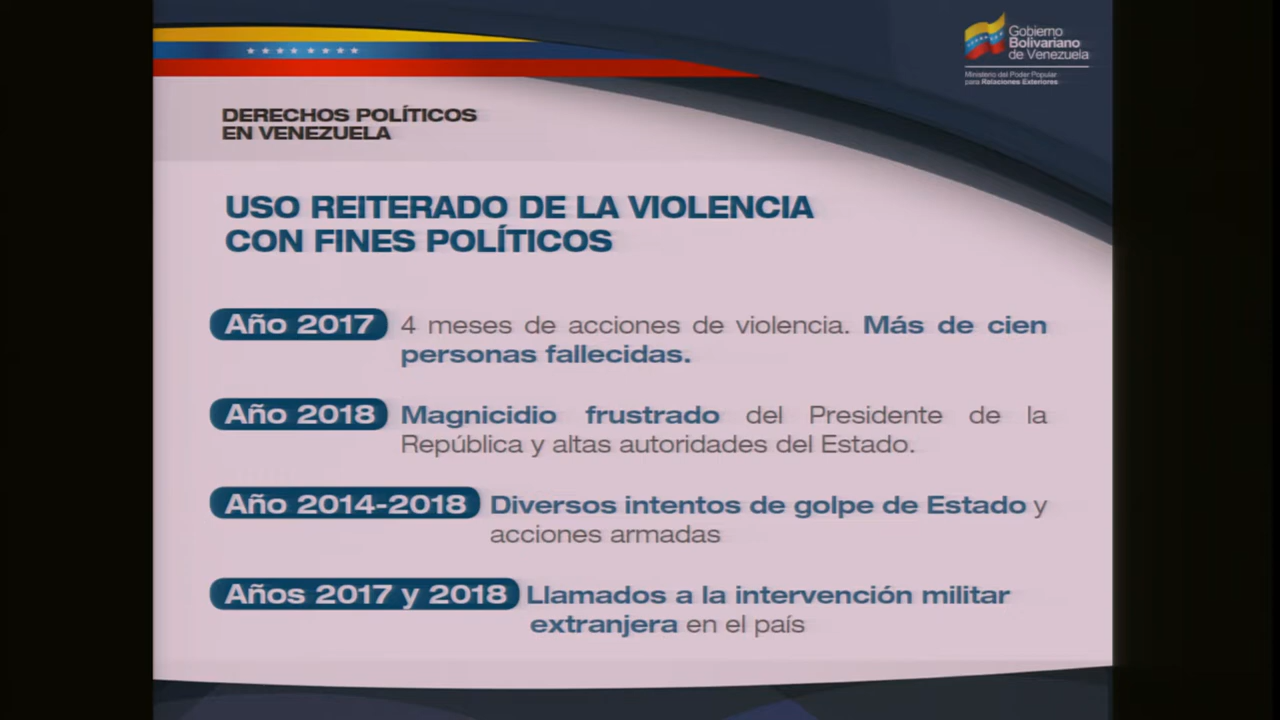 Gobierno
Bolivariano
de Venezuela
Ministerio del Poder Popular
para Relaciones Exteriores
DERECHOS POLÍTICOS
EN VENEZUELA
USO REITERADO DE LA VIOLENCIA
CON FINES POLÍTICOS
Año 2017 4 meses de acciones de violencia. Más de cien
personas fallecidas.
Año 2018 Magnicidio frustrado del Presidente de la
República y altas autoridades del Estado.
Año 2014-2018 Diversos intentos de golpe de Estado y
acciones armadas
Años 2017 y 2018 Llamados a la intervención militar
extranjera en el país